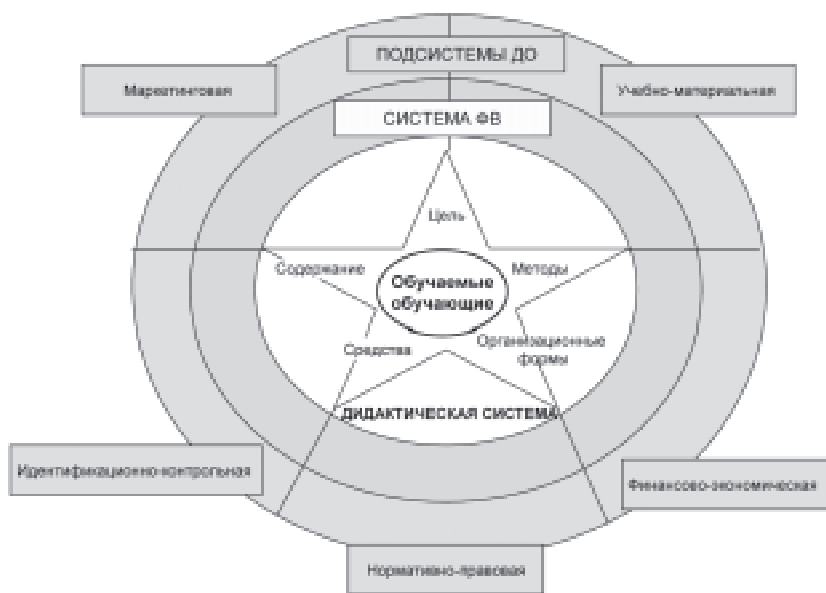 ПОДСИСТЕМЫ ДО
Маркетинговая
Учебно-материальная
СИСТЕМА ФВ
Цель
Содержание
Методы
Обучаемые
обучающие
Средства
Организационные
формы
ДИДАКТИЧЕСКАЯ СИСТЕМА
Идентификационно-контрольная
Финансово-экономическая
Нормативно-правовая